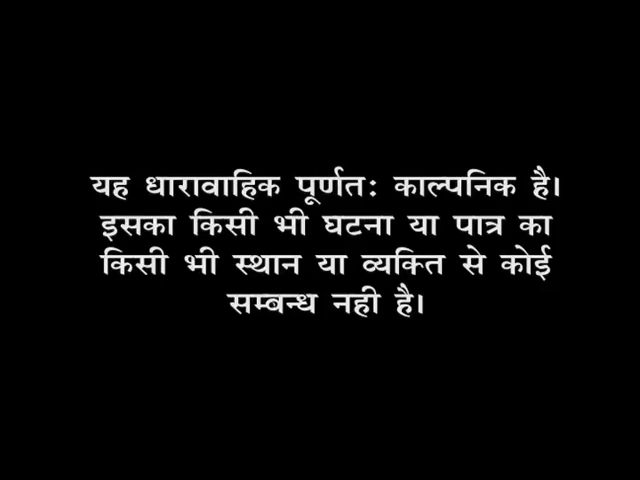 यह धारावाहिक पूर्णत: काल्पनिक है।
इसका किसी भी घटना या पात्र का
किसी भी स्थान या व्यक्ति से कोई
सम्बन्ध नही है।